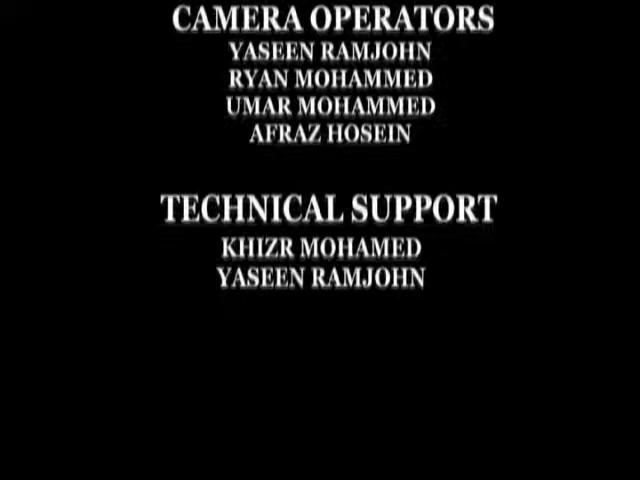 CAMERA OPERATORS
YASEEN RAMJOHN
RYAN MOHAMMED
UMAR MOHAMMED
AFRAZ HOSEIN
TECHNICAL SUPPORT
KHIZR MOHAMED
YASEEN RAMJOHN